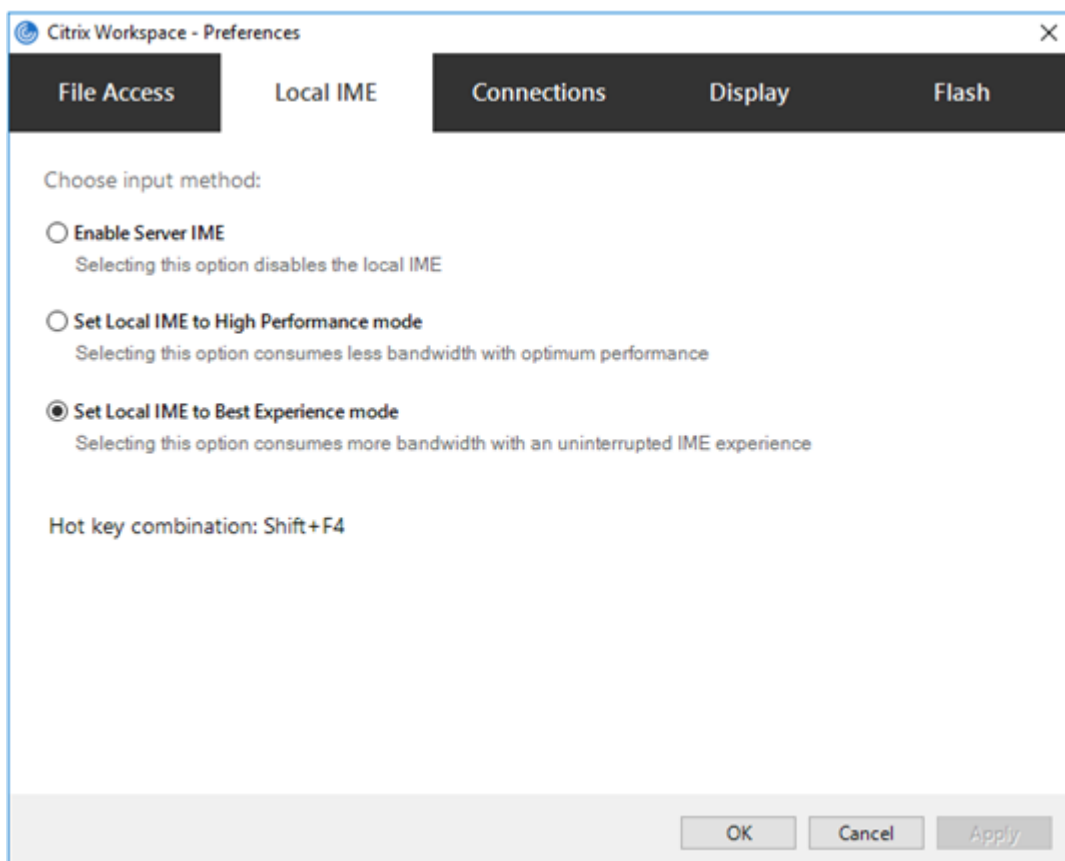 Citrix Workspace - Preferences
File Access Local IME Connections Display Flash
Choose input method:
Enable Server IME
Selecting this option disables the local IME
Set Local IME to High Performance mode
Selecting this option consumes less bandwidth with optimum performance
Set Local IME to Best Experience mode
Selecting this option consumes more bandwidth with an uninterrupted IME experience
Hot key combination: Shift+F4
OK Cancel Apply